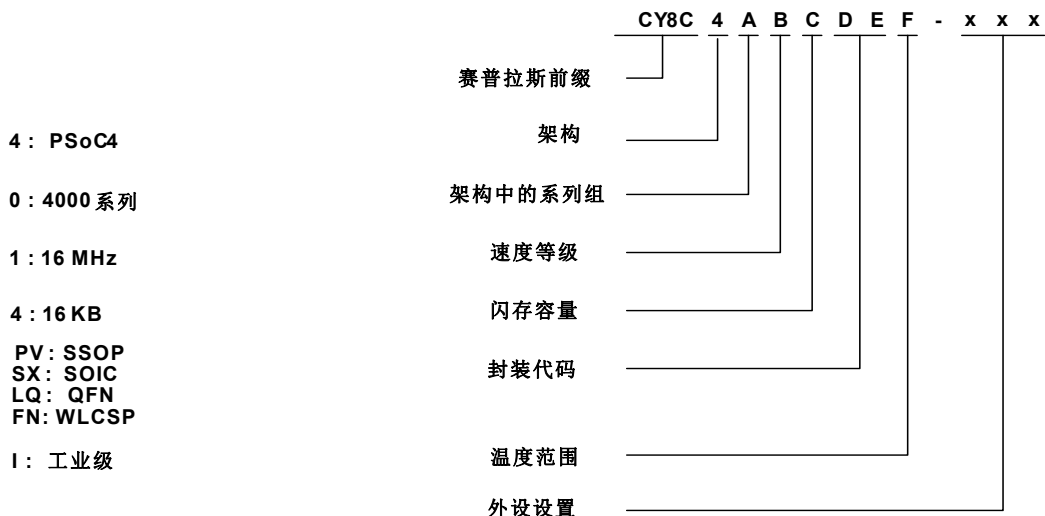 CY8C 4 A B C D E F - x x x
赛普拉斯前缀
4 : PSoC4 架构
0 : 4000 系列 架构中的系列组
1 : 16 MHz 速度等级
4 : 16 KB 闪存容量
PV : SSOP
SX : SOIC
LQ : QFN
FN: WLCSP
封装代码
I : 工业级 温度范围
外设设置